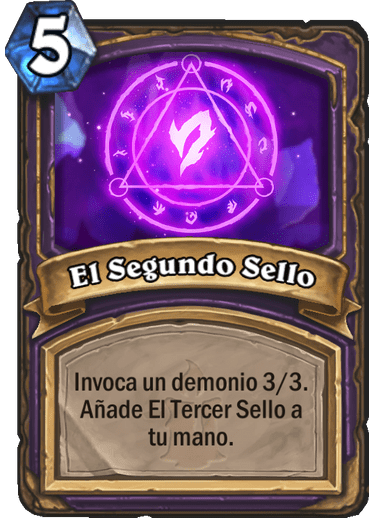 5
El Segundo Sello
Invoca un demonio 3/3.
Añade El Tercer Sello a
tu mano.